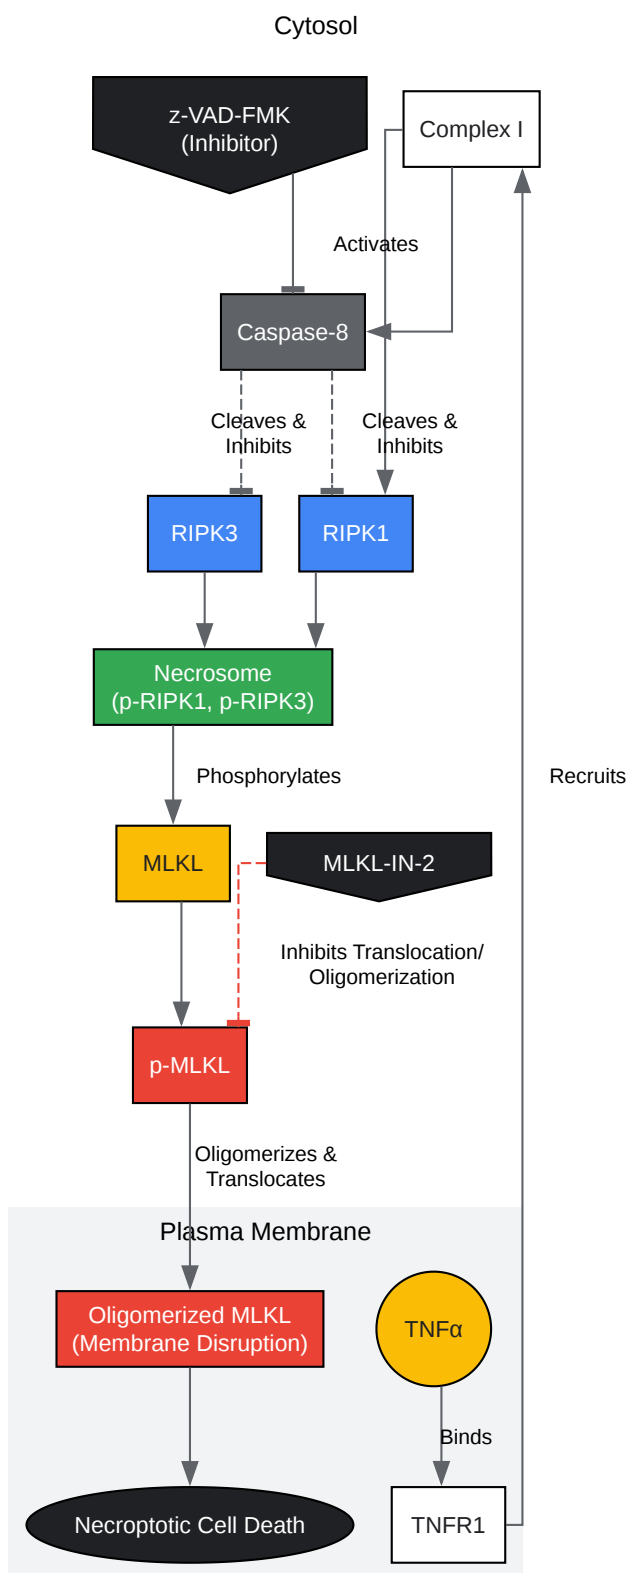 Cytosol
z-VAD-FMK
(Inhibitor)
Complex I
Activates
Caspase-8
Cleaves &
Inhibits
Cleaves &
Inhibits
RIPK3
RIPK1
Necrosome
(p-RIPK1, p-RIPK3)
Phosphorylates
Recruits
MLKL
MLKL-IN-2
Inhibits Translocation/
Oligomerization
p-MLKL
Oligomerizes &
Translocates
Plasma Membrane
Oligomerized MLKL
(Membrane Disruption)
TNFα
Binds
Necroptotic Cell Death
TNFR1